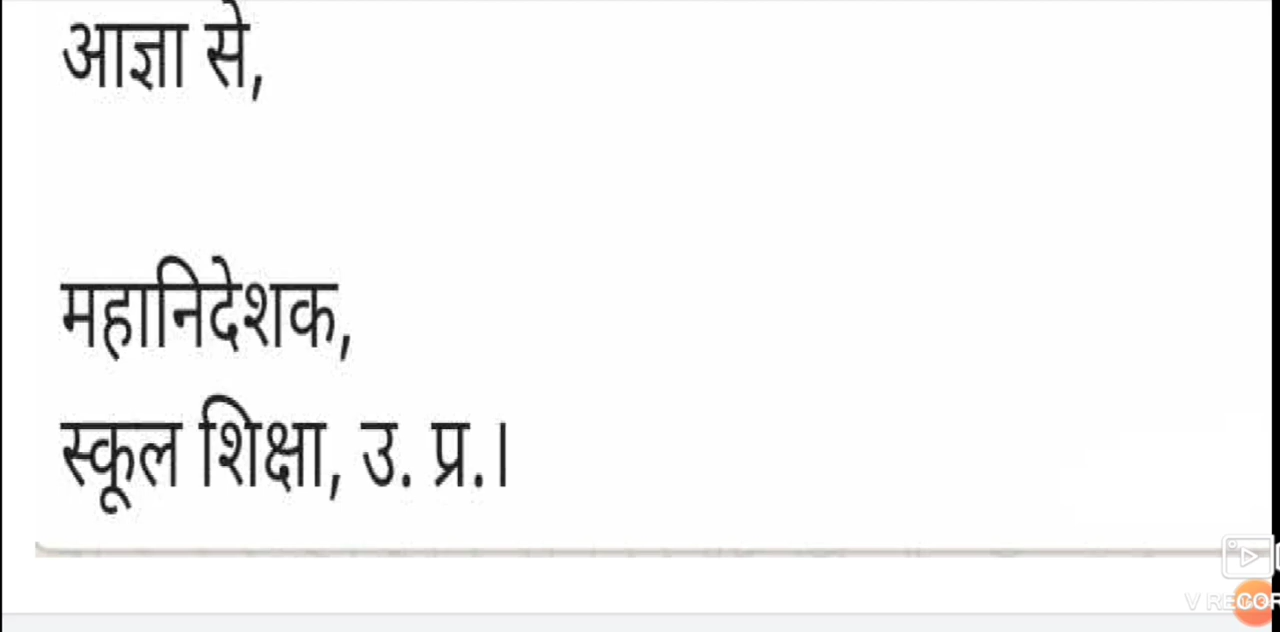 आज्ञा से,
महानिदेशक,
स्कूल शिक्षा, उ. प्र.।